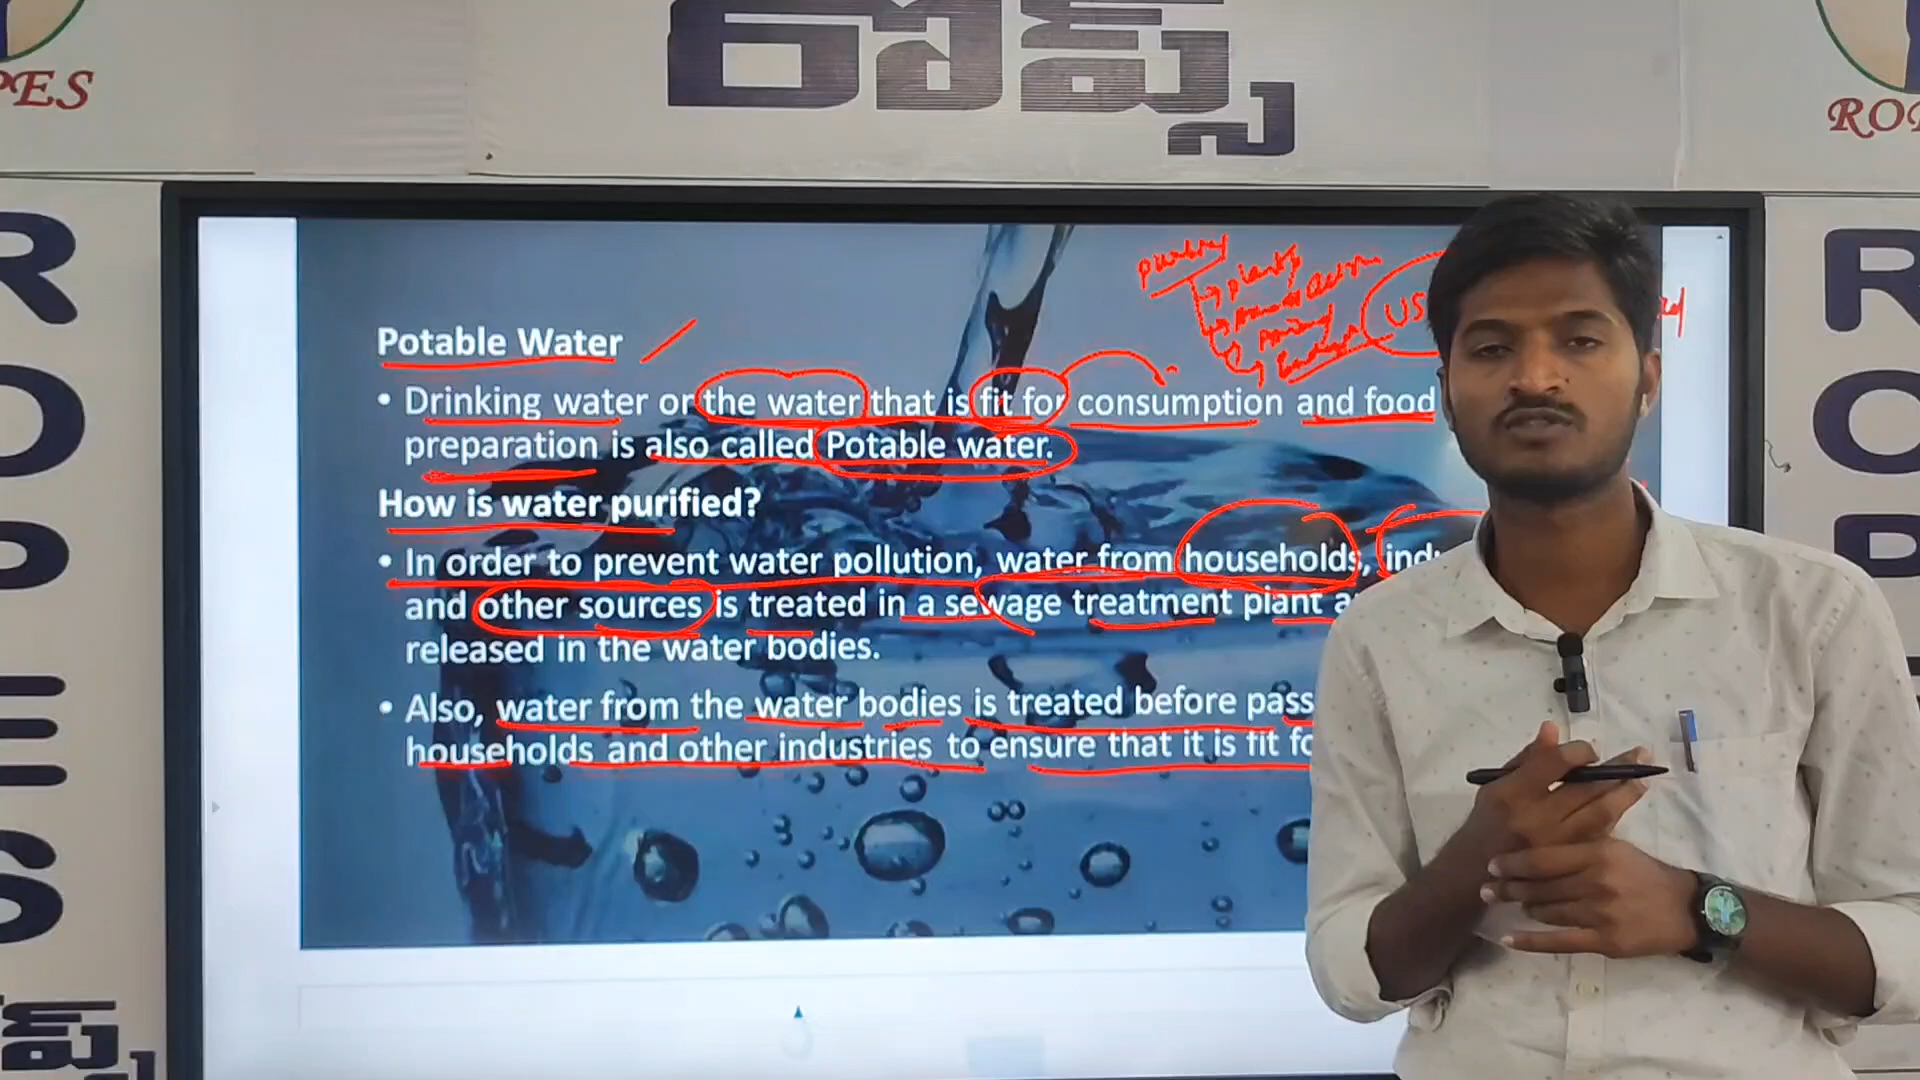 రోప్స్
PES
ROP
ROPES
ROP
Potable Water
• Drinking water or the water that is fit for consumption and food
preparation is also called Potable water.
How is water purified?
• In order to prevent water pollution, water from households,
and other sources is treated in a sewage treatment plant
released in the water bodies.
• Also, water from the water bodies is treated before pass
households and other industries to ensure that it is fit
US
ప్స్